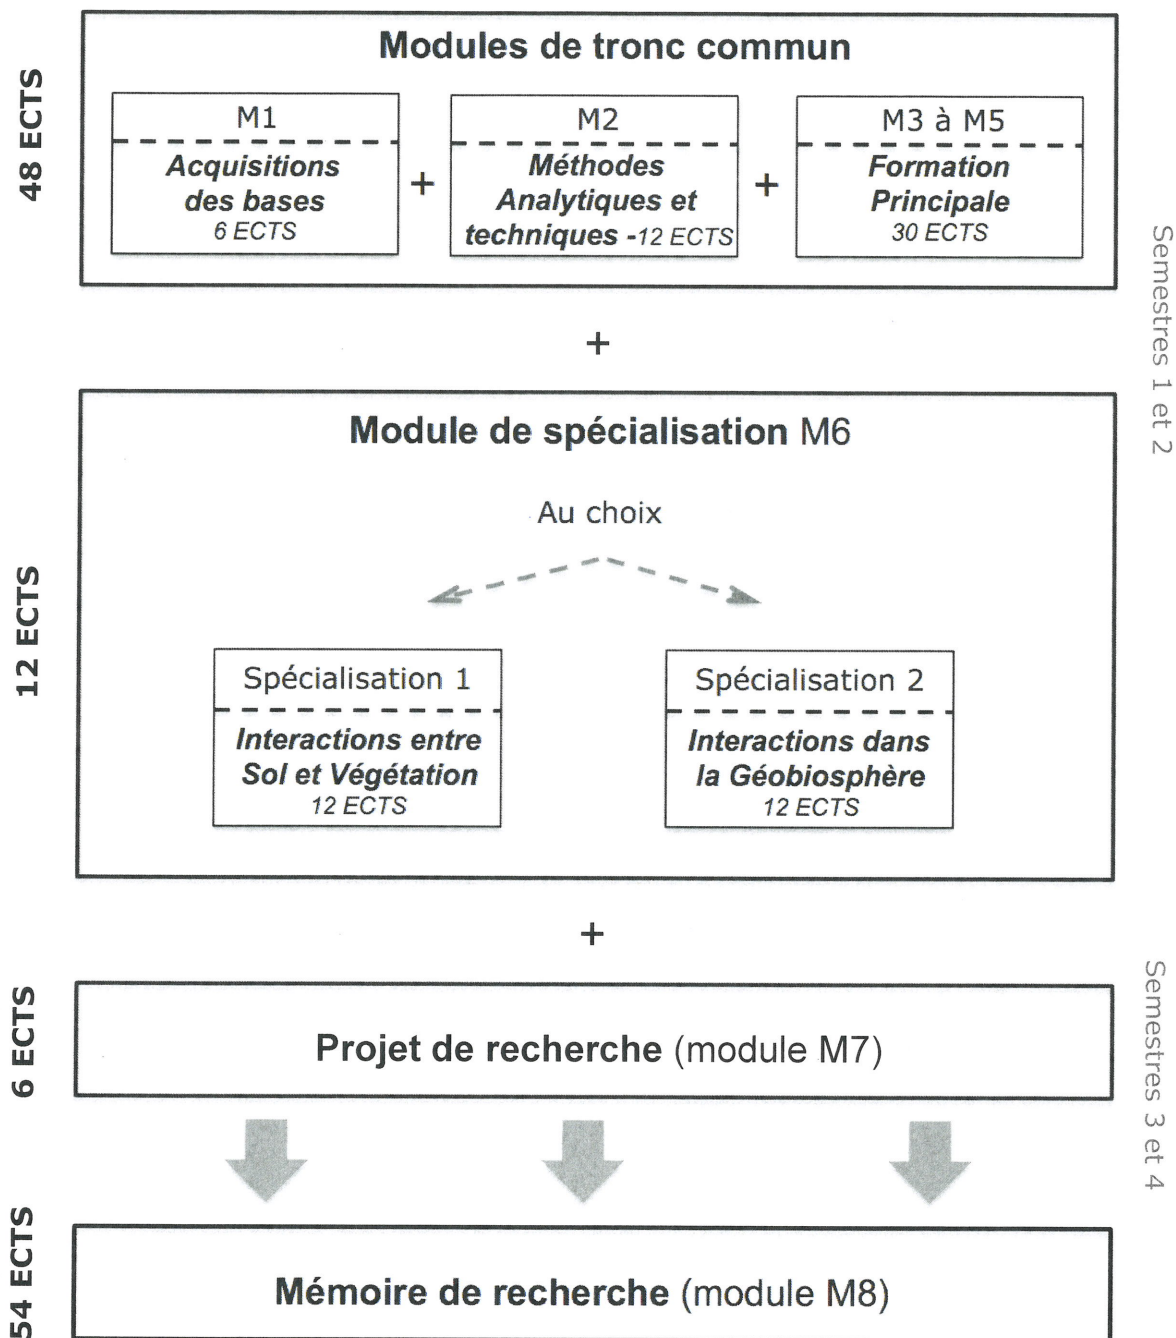 48 ECTS
Modules de tronc commun
M1
Acquisitions
des bases
6 ECTS
+
M2
Méthodes
Analytiques et
techniques -12 ECTS
+
M3 à M5
Formation
Principale
30 ECTS
Semestres 1 et 2
+
12 ECTS
Module de spécialisation M6
Au choix
Spécialisation 1
Interactions entre
Sol et Végétation
12 ECTS
Spécialisation 2
Interactions dans
la Géobiosphère
12 ECTS
+
6 ECTS
Projet de recherche (module M7)
Semestres 3 et 4
54 ECTS
Mémoire de recherche (module M8)